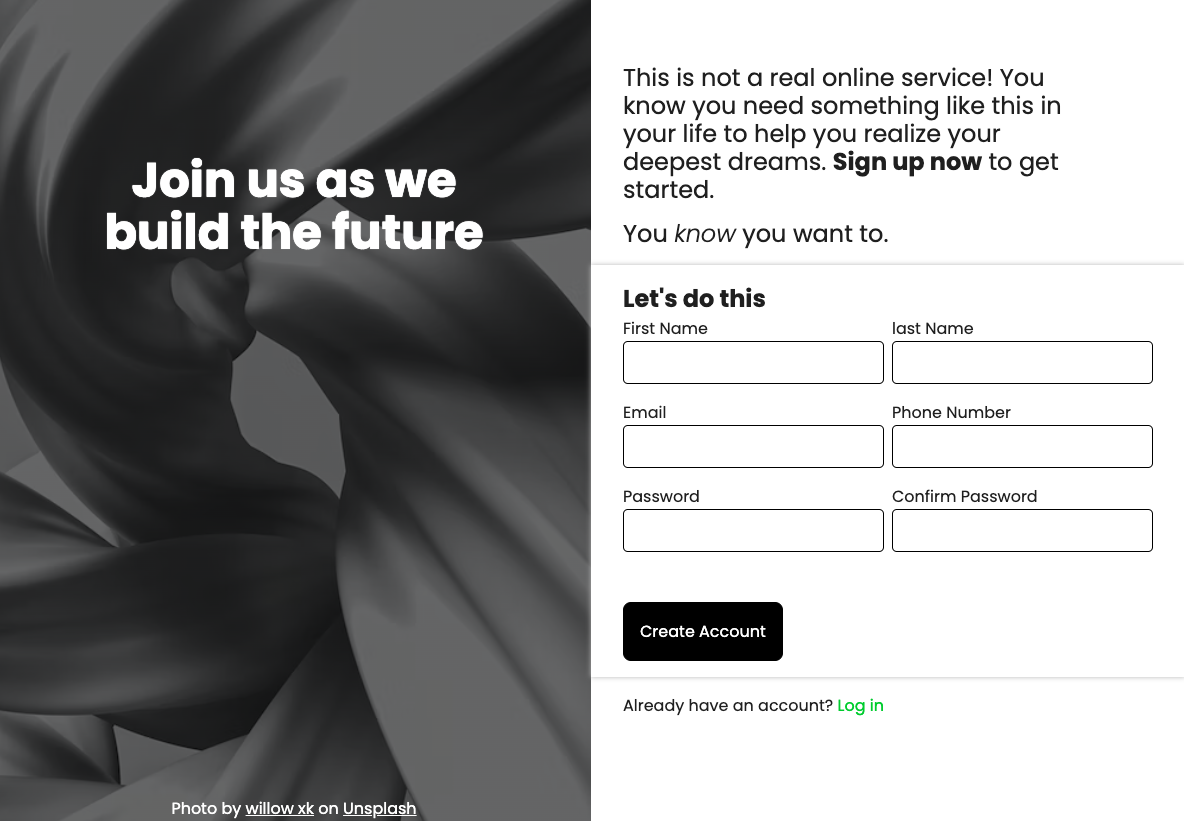 Join us as we
build the future
Photo by willow xk on Unsplash
This is not a real online service! You
know you need something like this in
your life to help you realize your
deepest dreams. Sign up now to get
started.
You know you want to.
Let's do this
First Name
last Name
Email
Phone Number
Password
Confirm Password
Create Account
Already have an account? Log in